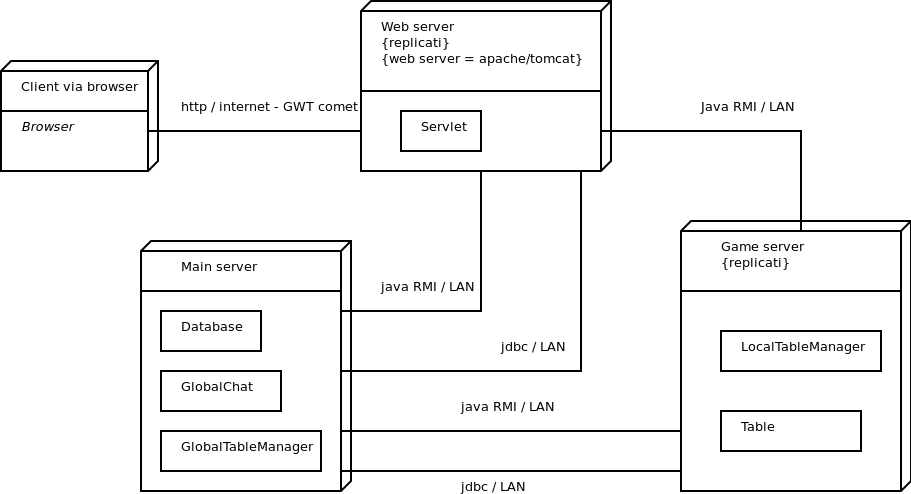 Web server
{replicati}
{web server = apache/tomcat}
Servlet
Client via browser
Browser
http / internet - GWT comet
Java RMI / LAN
Game server
{replicati}
LocalTableManager
Table
Main server
Database
GlobalChat
GlobalTableManager
java RMI / LAN
jdbc / LAN
java RMI / LAN
jdbc / LAN